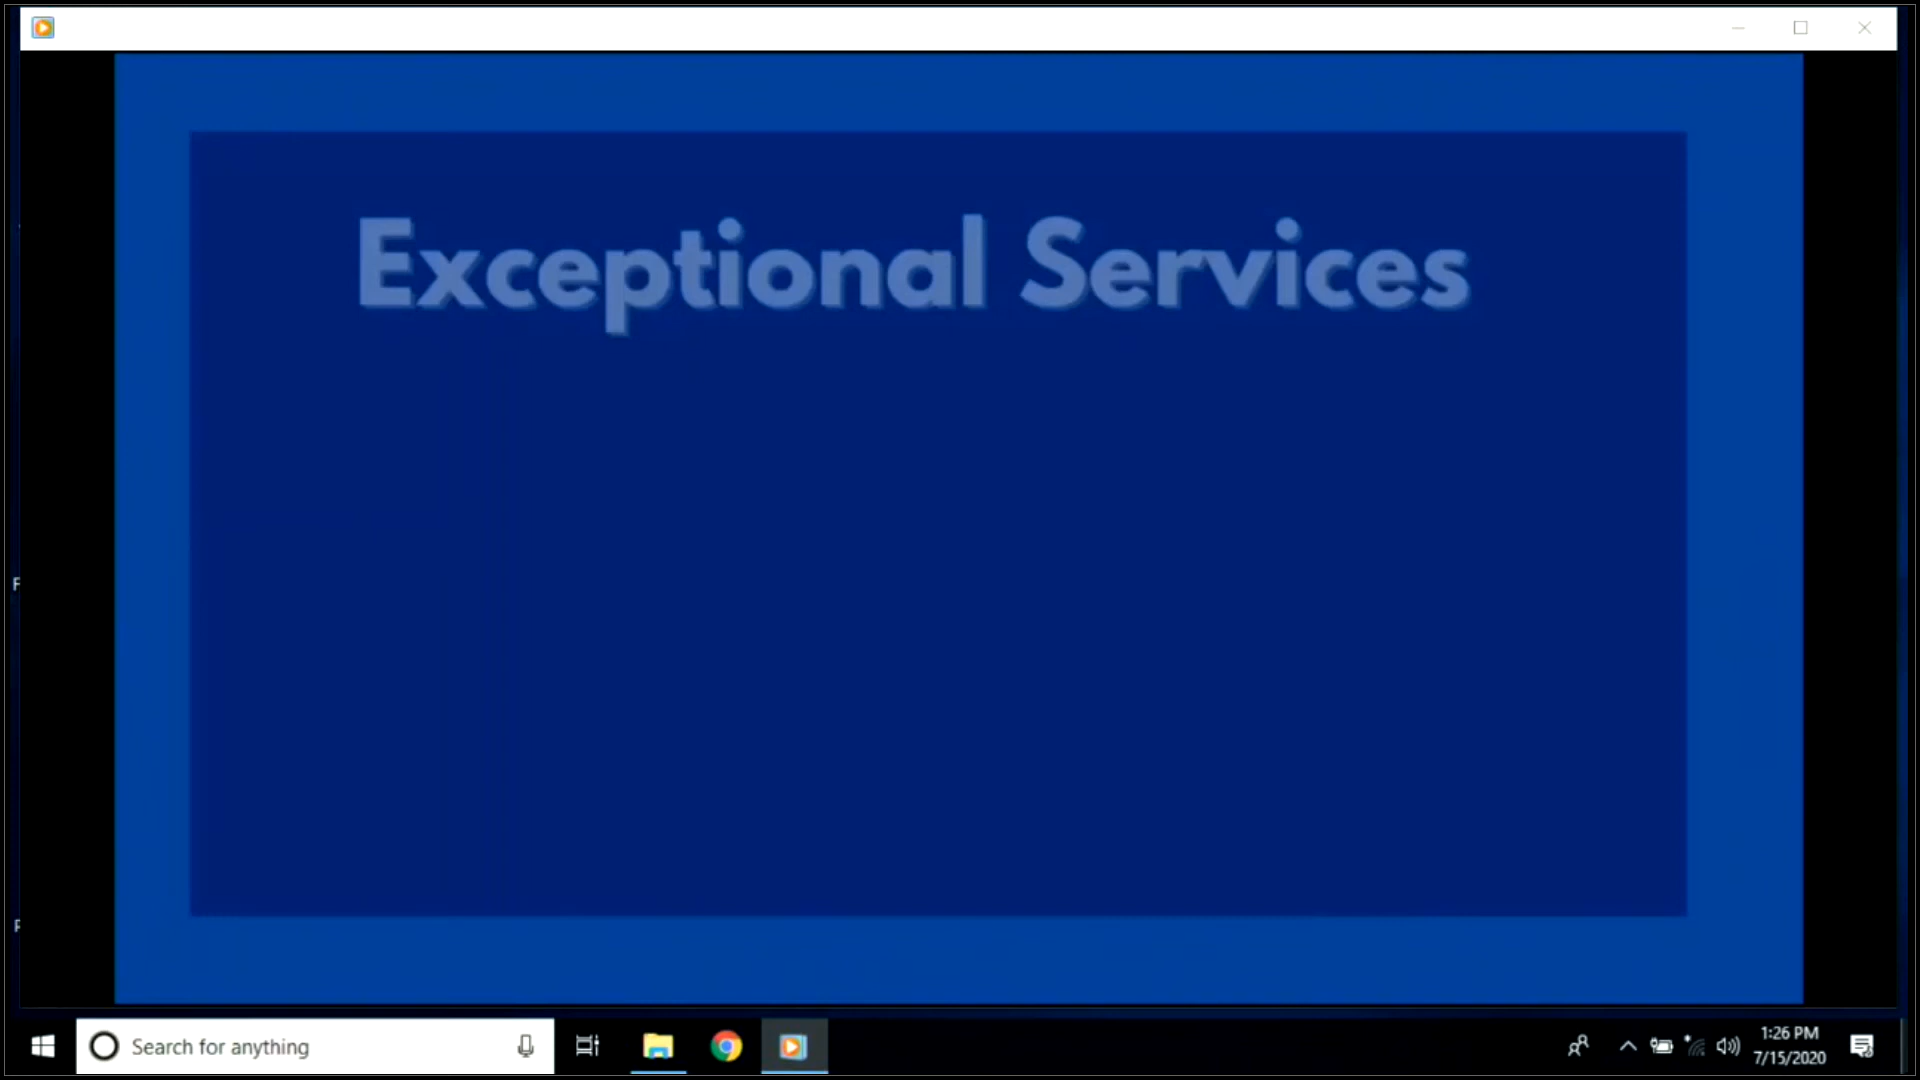 Exceptional Services
F
F
Search for anything
1:26 PM
7/15/2020